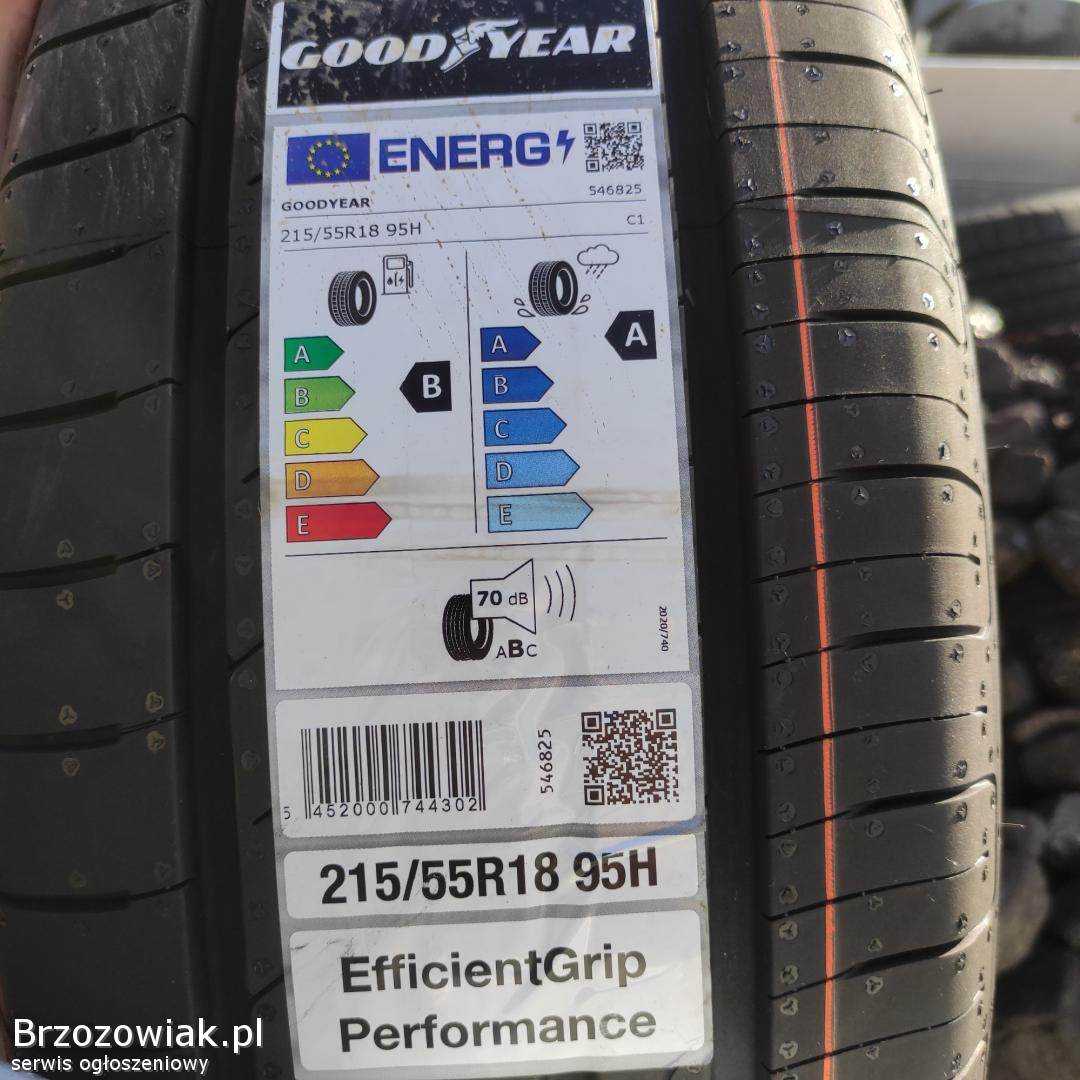 GOODYEAR
ENERG
GOODYEAR
546825
215/55R18 95H
C1
A
B
C
D
E
B
A
B
C
D
E
A
70 dB
ABC
2020/740
5 452000 744302
546825
215/55R18 95H
EfficientGrip
Performance
Brzozowiak.pl
serwis ogłoszeniowy